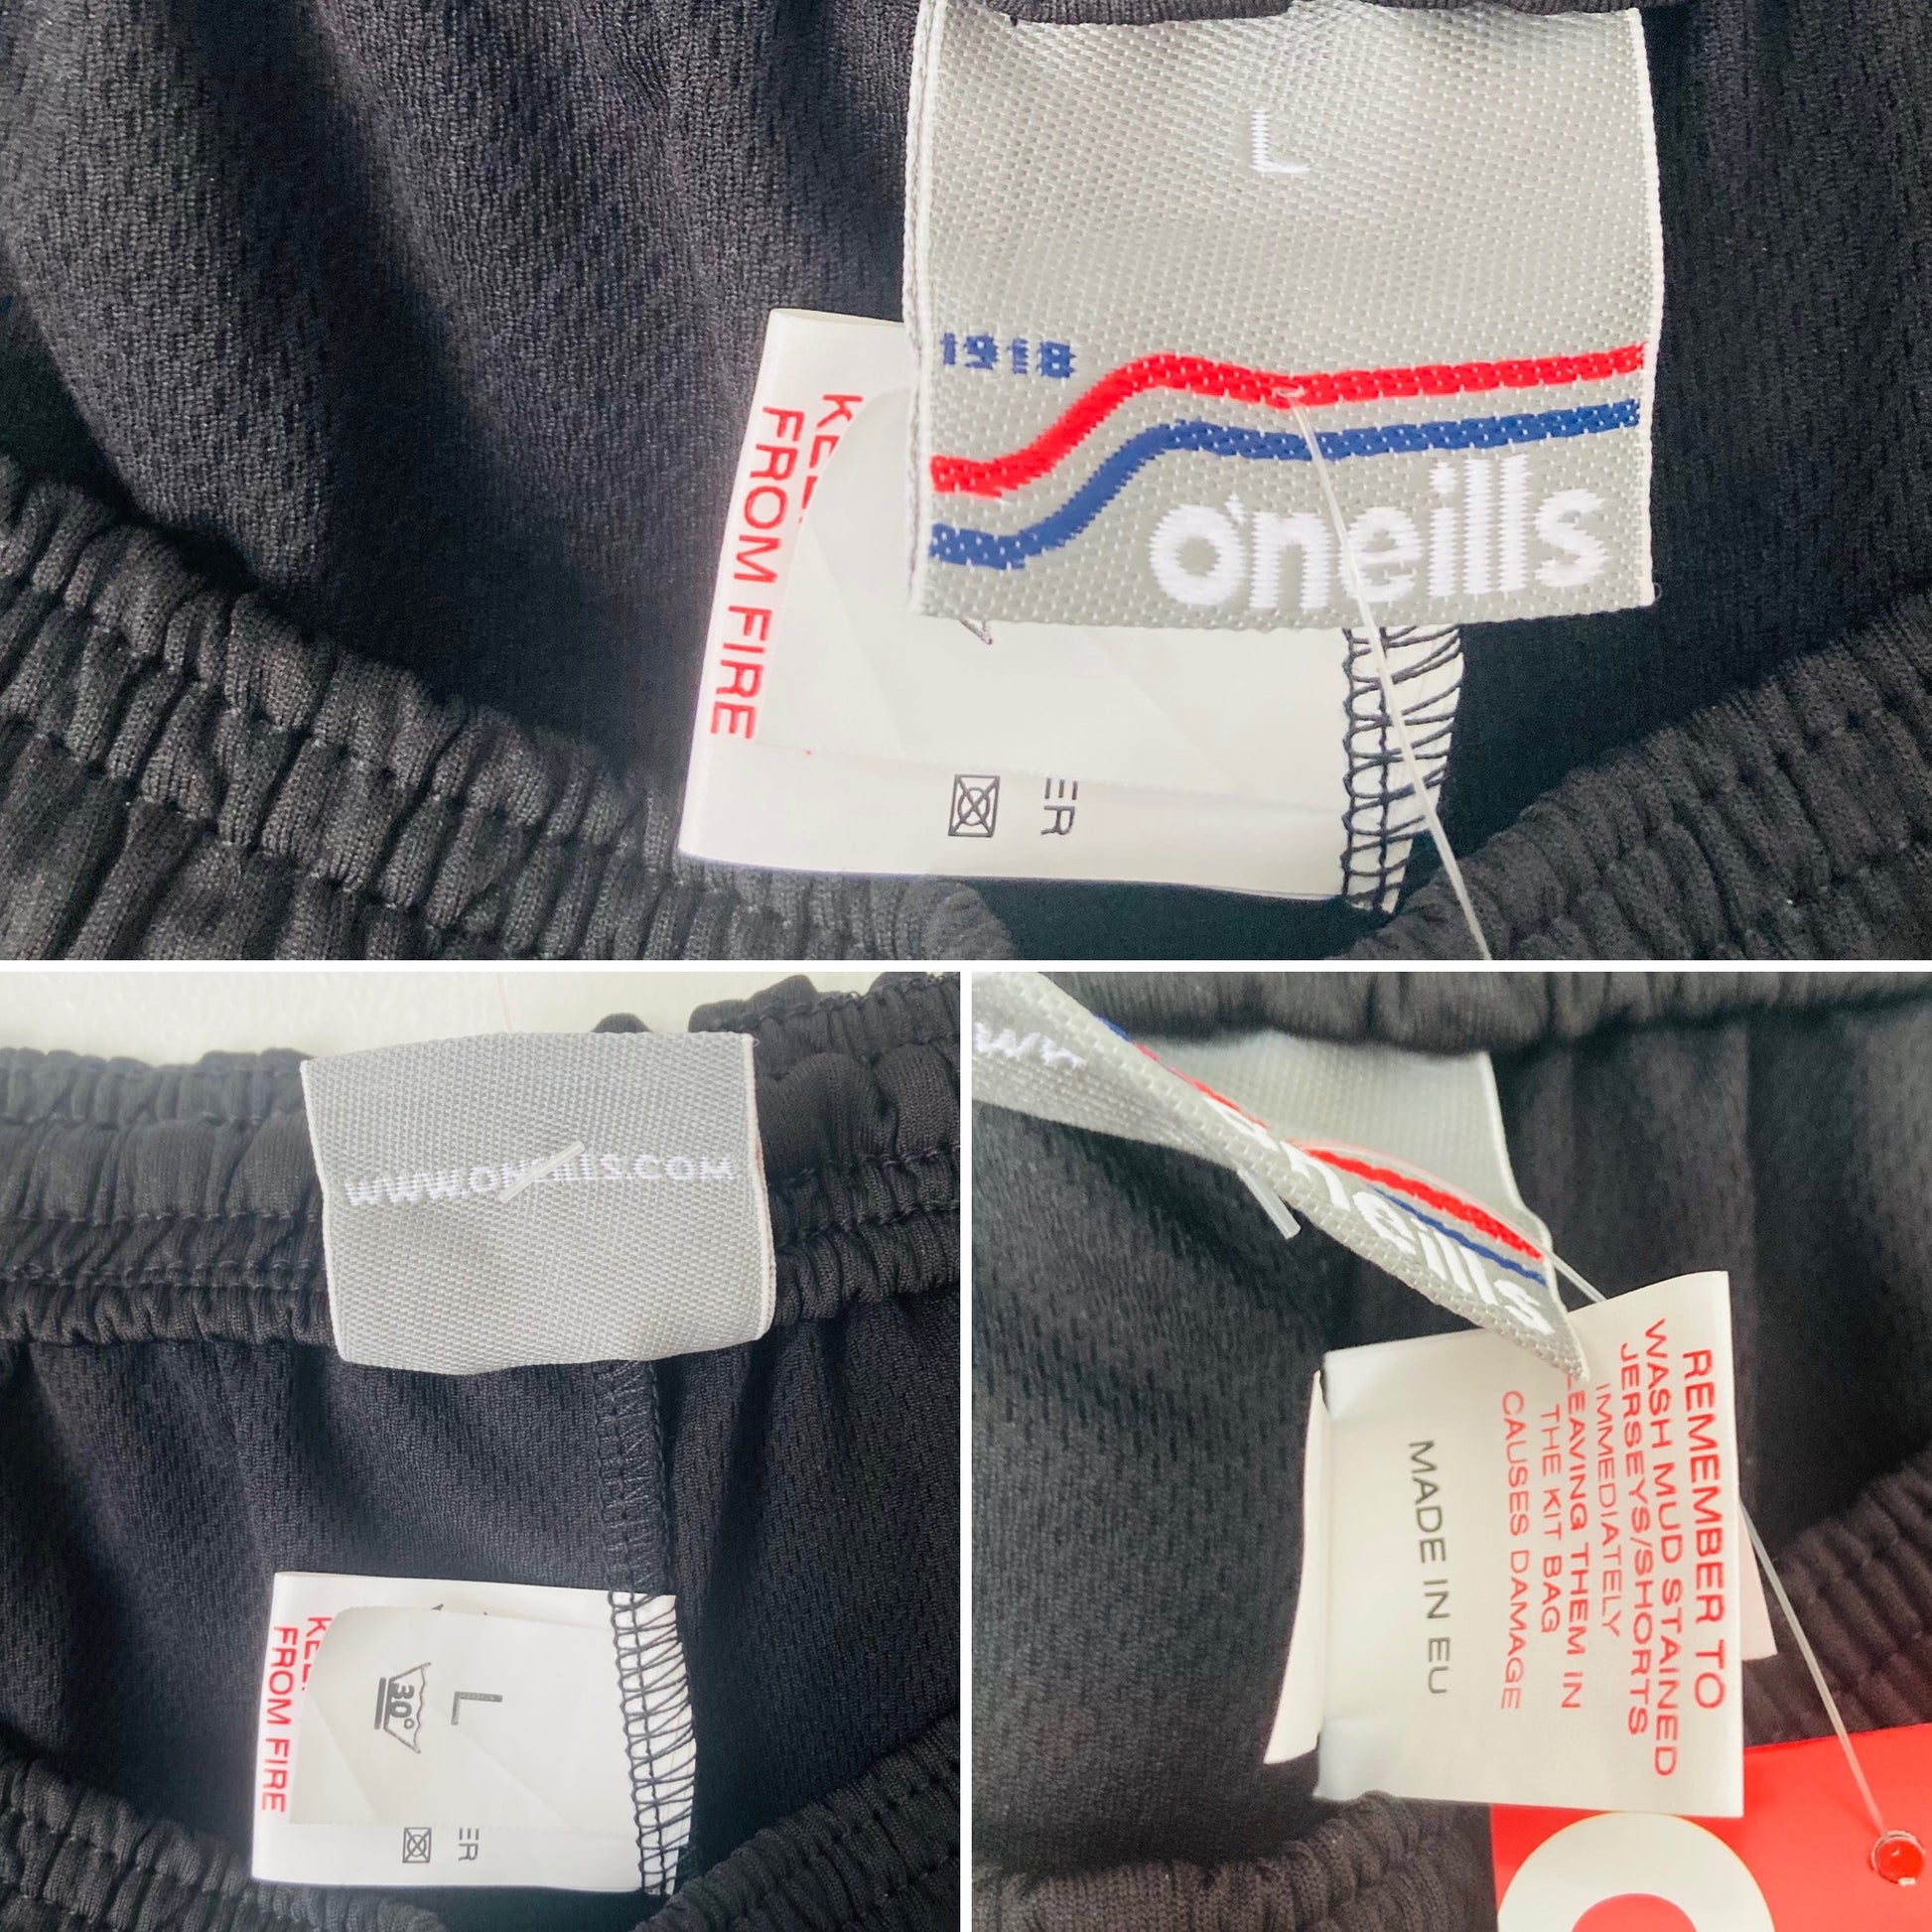 L
1918
o'neills
FROM FIRE
ER
WWW.ONEILLS.COM
L
30°
FROM FIRE
ER
neills
REMEMBER TO
WASH MUD STAINED
JERSEYS/SHORTS
IMMEDIATELY
LEAVING THEM IN
THE KIT BAG
CAUSES DAMAGE
MADE IN EU